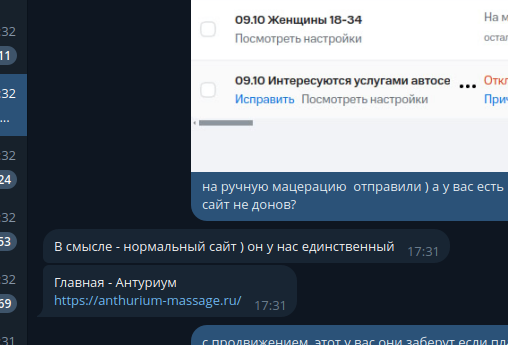 :32
11
:32
...
:32
24
:32
53
:32
69
:31
09.10 Женщины 18-34
Посмотреть настройки
На м
остал
09.10 Интересуются услугами автосе ...
Откл
Исправить Посмотреть настройки
Прич
на ручную мацерацию отправили ) а у вас есть
сайт не донов?
В смысле - нормальный сайт ) он у нас единственный 17:31
Главная - Антуриум
https://anthurium-massage.ru/ 17:31
с продвижением этот у вас они заберут если